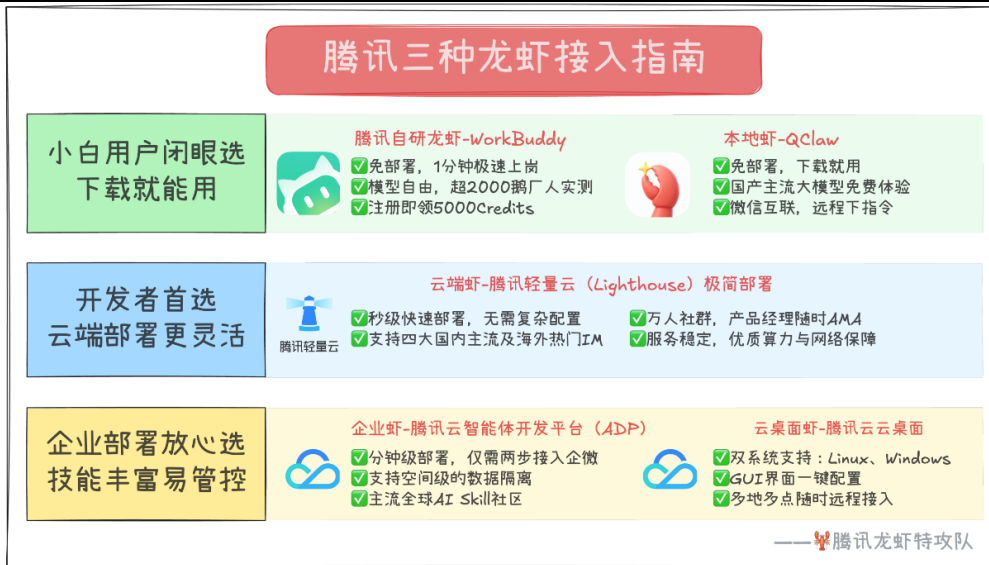 腾讯三种龙虾接入指南
小白用户闭眼选
下载就能用
腾讯自研龙虾-WorkBuddy
✅免部署，1分钟极速上岗
✅模型自由，超2000鹅厂人实测
✅注册即领5000Credits
本地虾-QClaw
✅免部署，下载就用
✅国产主流大模型免费体验
✅微信互联，远程下指令
开发者首选
云端部署更灵活
云端虾-腾讯轻量云（Lighthouse）极简部署
腾讯轻量云
✅秒级快速部署，无需复杂配置
✅支持四大国内主流及海外热门IM
✅万人社群，产品经理随时AMA
✅服务稳定，优质算力与网络保障
企业部署放心选
技能丰富易管控
企业虾-腾讯云智能体开发平台（ADP）
✅分钟级部署，仅需两步接入企微
✅支持空间级的数据隔离
✅主流全球AI Skill社区
云桌面虾-腾讯云云桌面
✅双系统支持：Linux、Windows
✅GUI界面一键配置
✅多地多点随时远程接入
——🦞腾讯龙虾特攻队